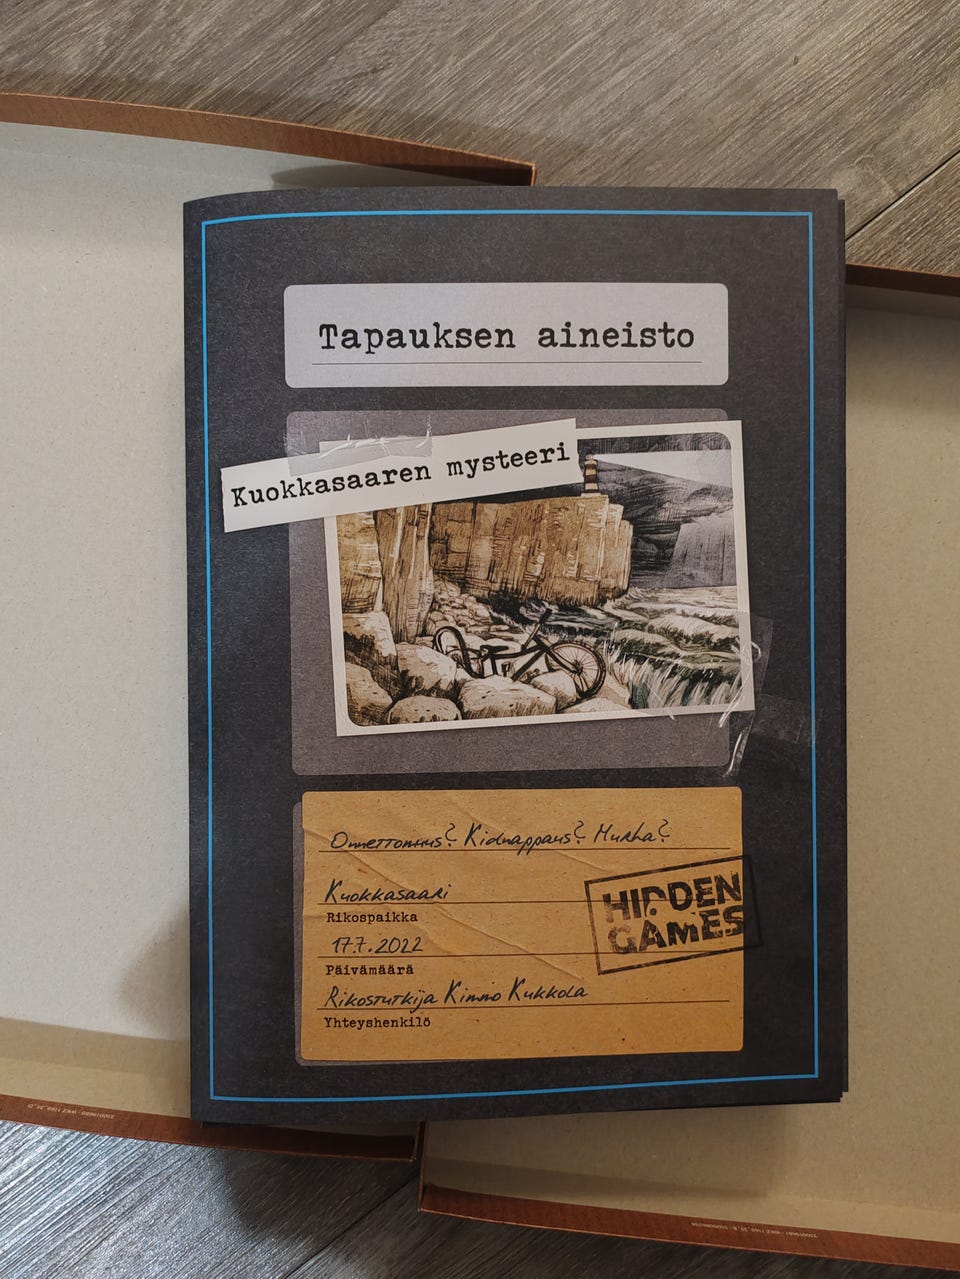 Tapauksen aineisto
Kuokkasaaren mysteeri
Onnettomuus? Kidnappaus? Murha?
Kuokkasaari
Rikospaikka
17.7.2022
Päivämäärä
Rikostutkija Kimmo Kukkola
Yhteyshenkilö
HIDDEN
GAMES